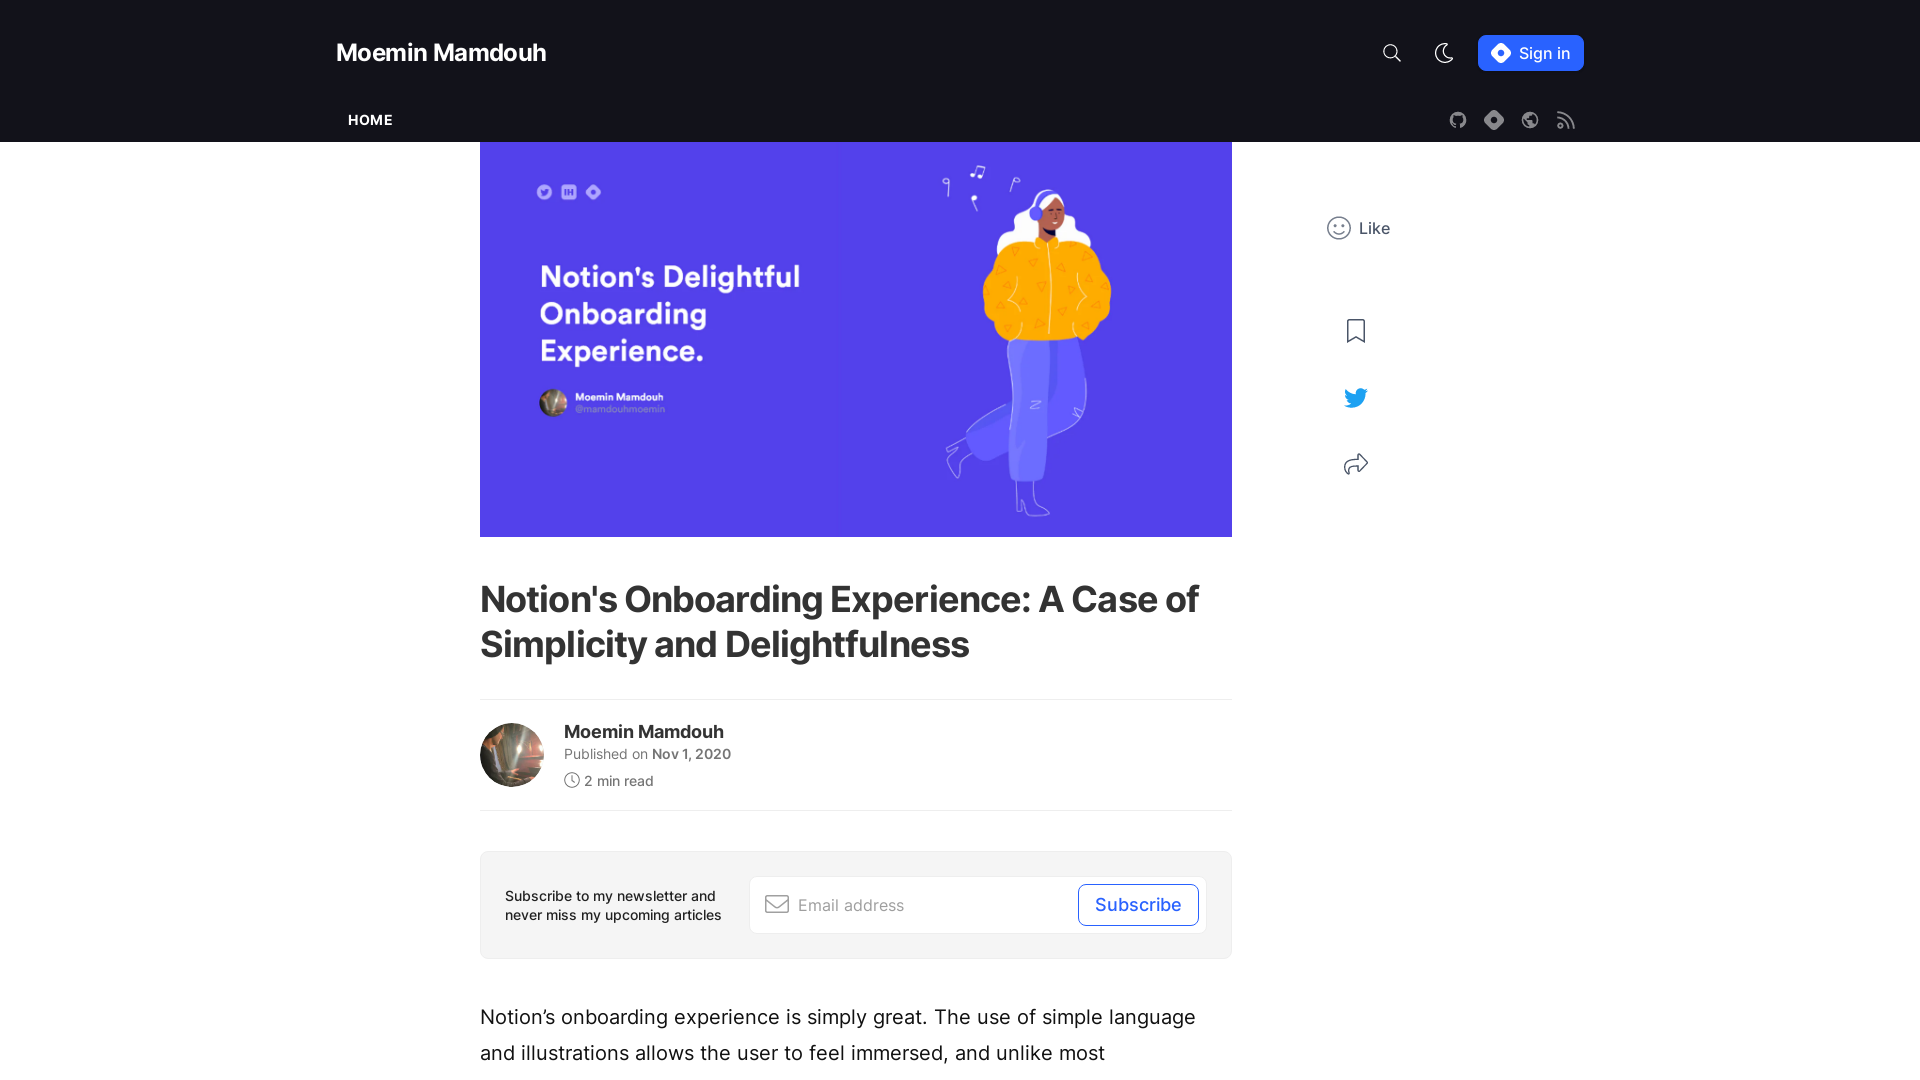 Moemin Mamdouh
Sign in
HOME
Notion's Delightful
Onboarding
Experience.
Moemin Mamdouh
@mamdouhmoemin
Like
Notion's Onboarding Experience: A Case of
Simplicity and Delightfulness
Moemin Mamdouh
Published on Nov 1, 2020
2 min read
Subscribe to my newsletter and
never miss my upcoming articles
Email address
Subscribe
Notion’s onboarding experience is simply great. The use of simple language
and illustrations allows the user to feel immersed, and unlike most